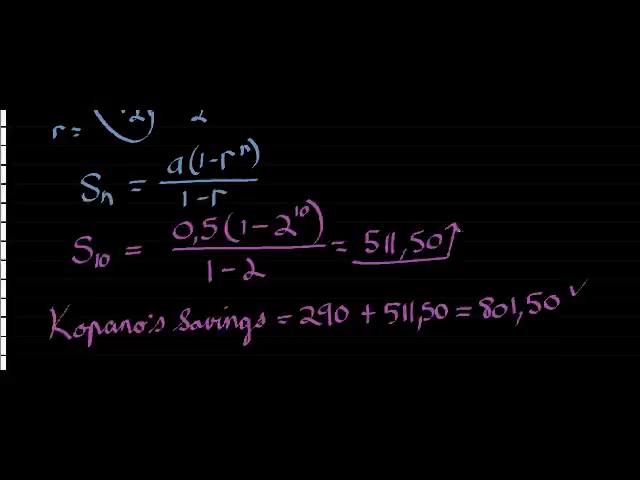 r =
Sn = a(1-r^n) / 1-r
S10 = 0,5(1-2^10) / 1-2 = 511,50
Kopano's Savings = 290 + 511,50 = 801,50 ✓